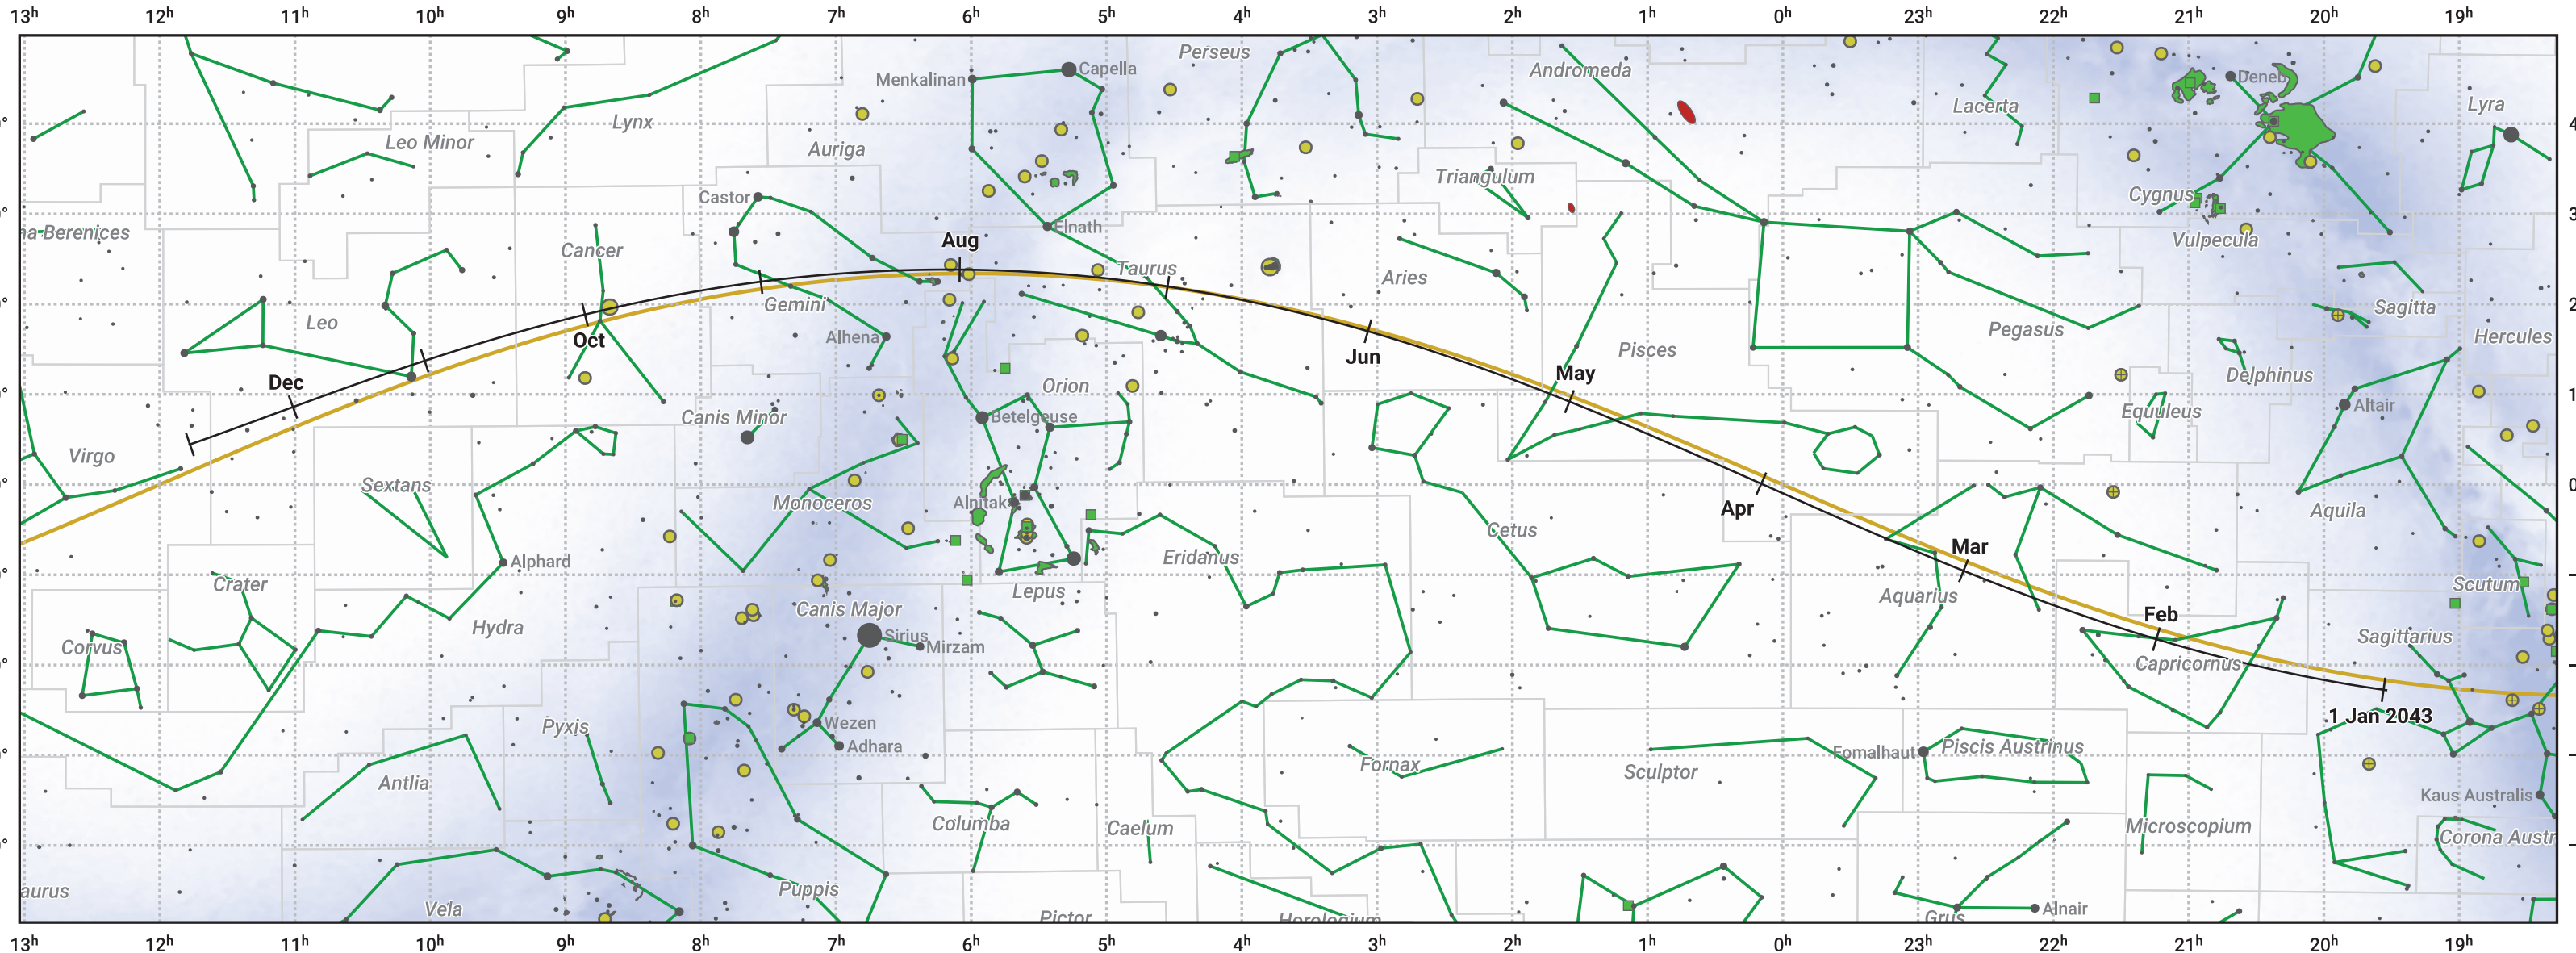 13h 12h 11h 10h 9h 8h 7h 6h 5h 4h 3h 2h 1h 0h 23h 22h 21h 20h 19h
Perseus
Capella
Menkalinan
Andromeda
Deneb
Lacerta
Lyra
Lynx
Leo Minor
Auriga
Triangulum
Castor
Cygnus
na Berenices
Elnath
Vulpecula
Cancer
Aug
Taurus
Aries
Gemini
Sagitta
Leo
Pegasus
Hercules
Oct
Alhena
Jun
Pisces
May
Delphinus
Dec
Orion
Canis Minor
Betelgeuse
Equuleus
Altair
Virgo
Sextans
Monoceros
Alnitak
Apr
Aquila
Cetus
Mar
Alphard
Eridanus
Crater
Lepus
Aquarius
Scutum
Canis Major
Feb
Hydra
Corvus
Sirius
Mirzam
Sagittarius
Capricornus
1 Jan 2043
Pyxis
Wezen
Adhara
Fomalhaut
Piscis Austrinus
Antlia
Fornax
Sculptor
Kaus Australis
Columba
Caelum
Microscopium
Corona Austr
aurus
Puppis
Vela
Pictor
Horologium
Grus
Alnair
13h 12h 11h 10h 9h 8h 7h 6h 5h 4h 3h 2h 1h 0h 23h 22h 21h 20h 19h